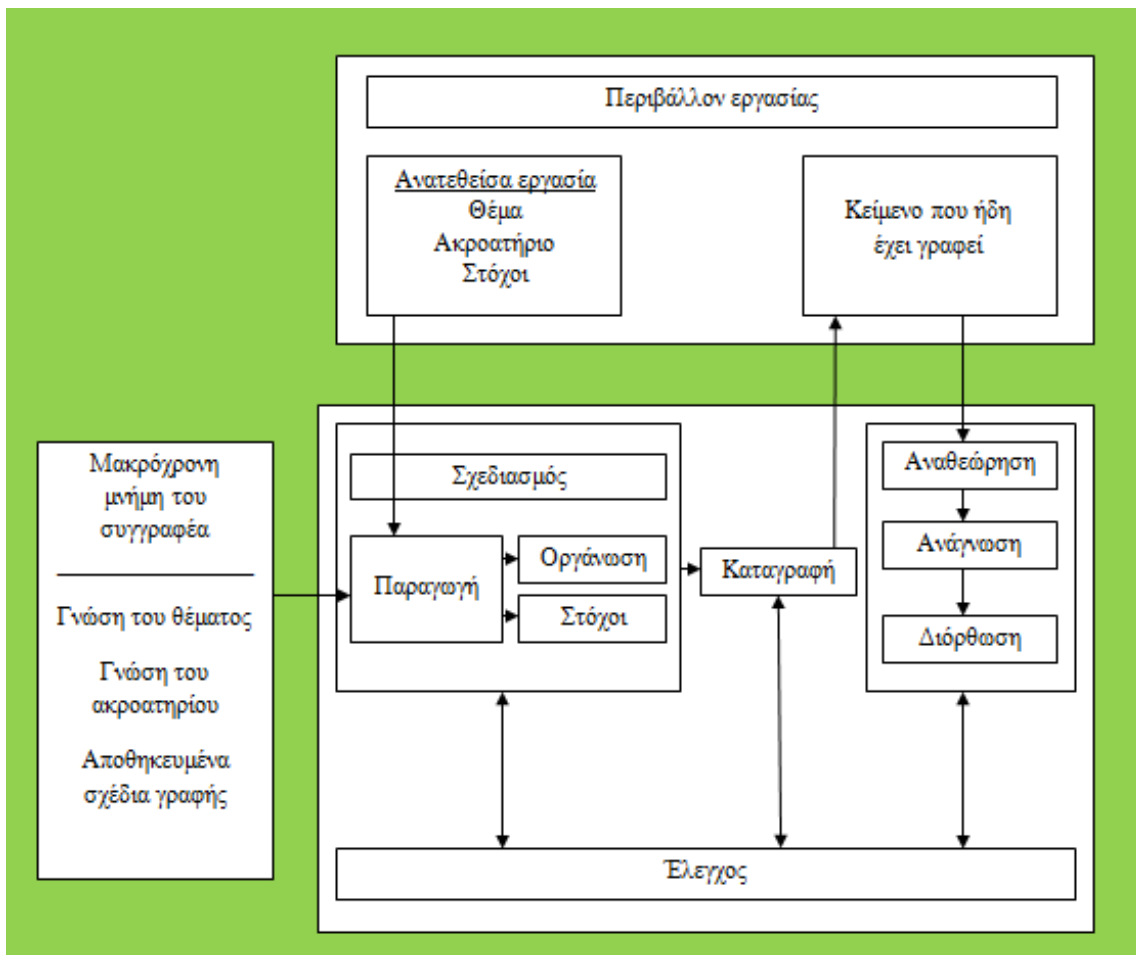 Περιβάλλον εργασίας
Ανατεθείσα εργασία
Θέμα
Ακροατήριο
Στόχοι
Κείμενο που ήδη
έχει γραφεί
Μακρόχρονη
μνήμη του
συγγραφέα
Γνώση του θέματος
Γνώση του
ακροατηρίου
Αποθηκευμένα
σχέδια γραφής
Σχεδιασμός
Παραγωγή
Οργάνωση
Στόχοι
Καταγραφή
Αναθεώρηση
Ανάγνωση
Διόρθωση
Έλεγχος